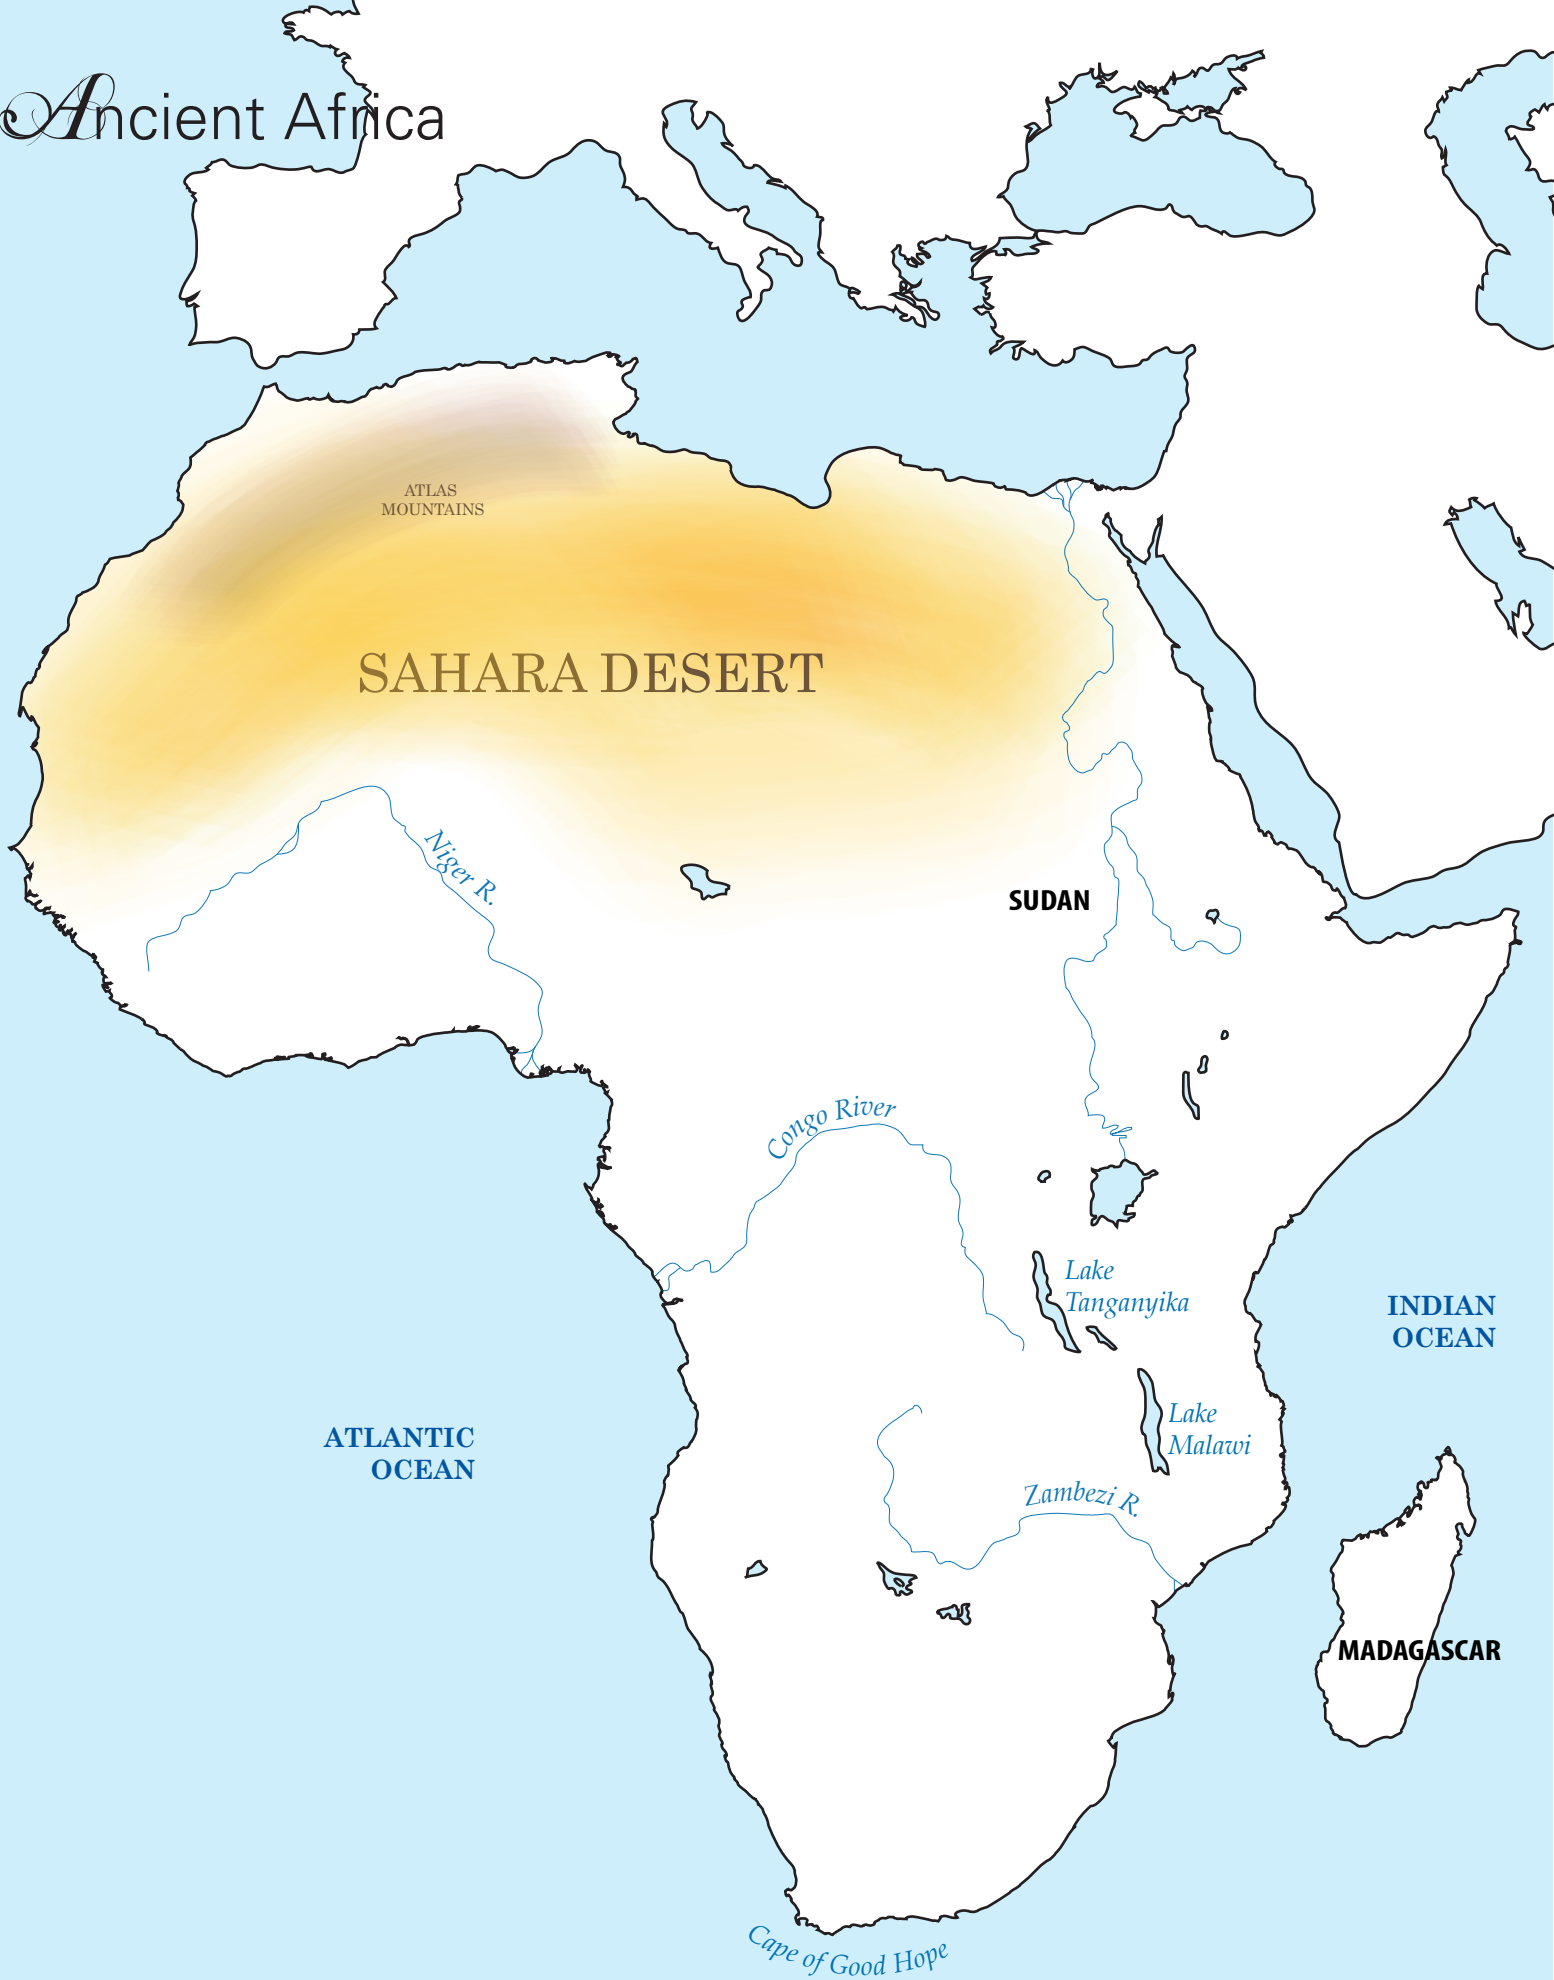 Ancient Africa
ATLAS
MOUNTAINS
SAHARA DESERT
Niger R.
SUDAN
Congo River
Lake
Tanganyika
INDIAN
OCEAN
Lake
Malawi
ATLANTIC
OCEAN
Zambezi R.
MADAGASCAR
Cape of Good Hope